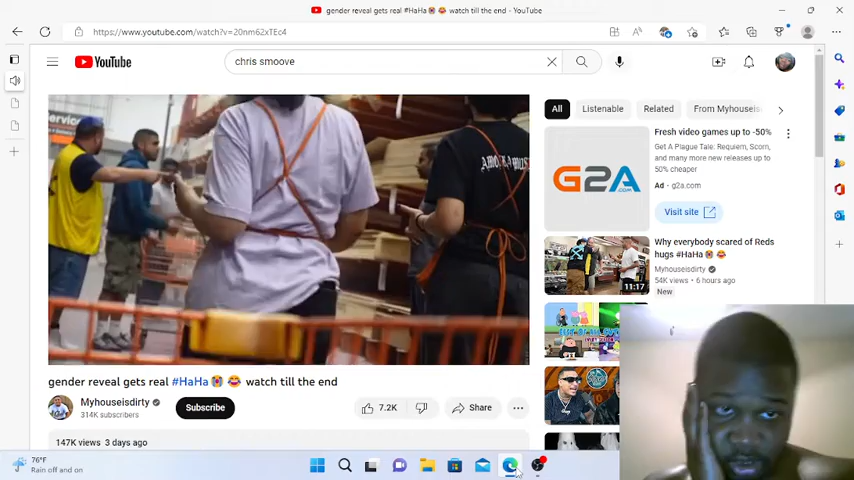 gender reveal gets real #HaHa😭😂 watch till the end - YouTube
https://www.youtube.com/watch?v=20nm62xTEc4
YouTube
chris smoove
All
Listenable
Related
From Myhouseis
Fresh video games up to -50%
Get A Plague Tale: Requiem, Scorn,
and many more new releases up to
50% cheaper
Ad · g2a.com
Visit site
G2A.COM
11:17
Why everybody scared of Reds
hugs #HaHa😭😂
Myhouseisdirty
54K views • 6 hours ago
New
gender reveal gets real #HaHa😭😂 watch till the end
Myhouseisdirty
314K subscribers
Subscribe
7.2K
Share
147K views 3 days ago
76°F
Rain off and on